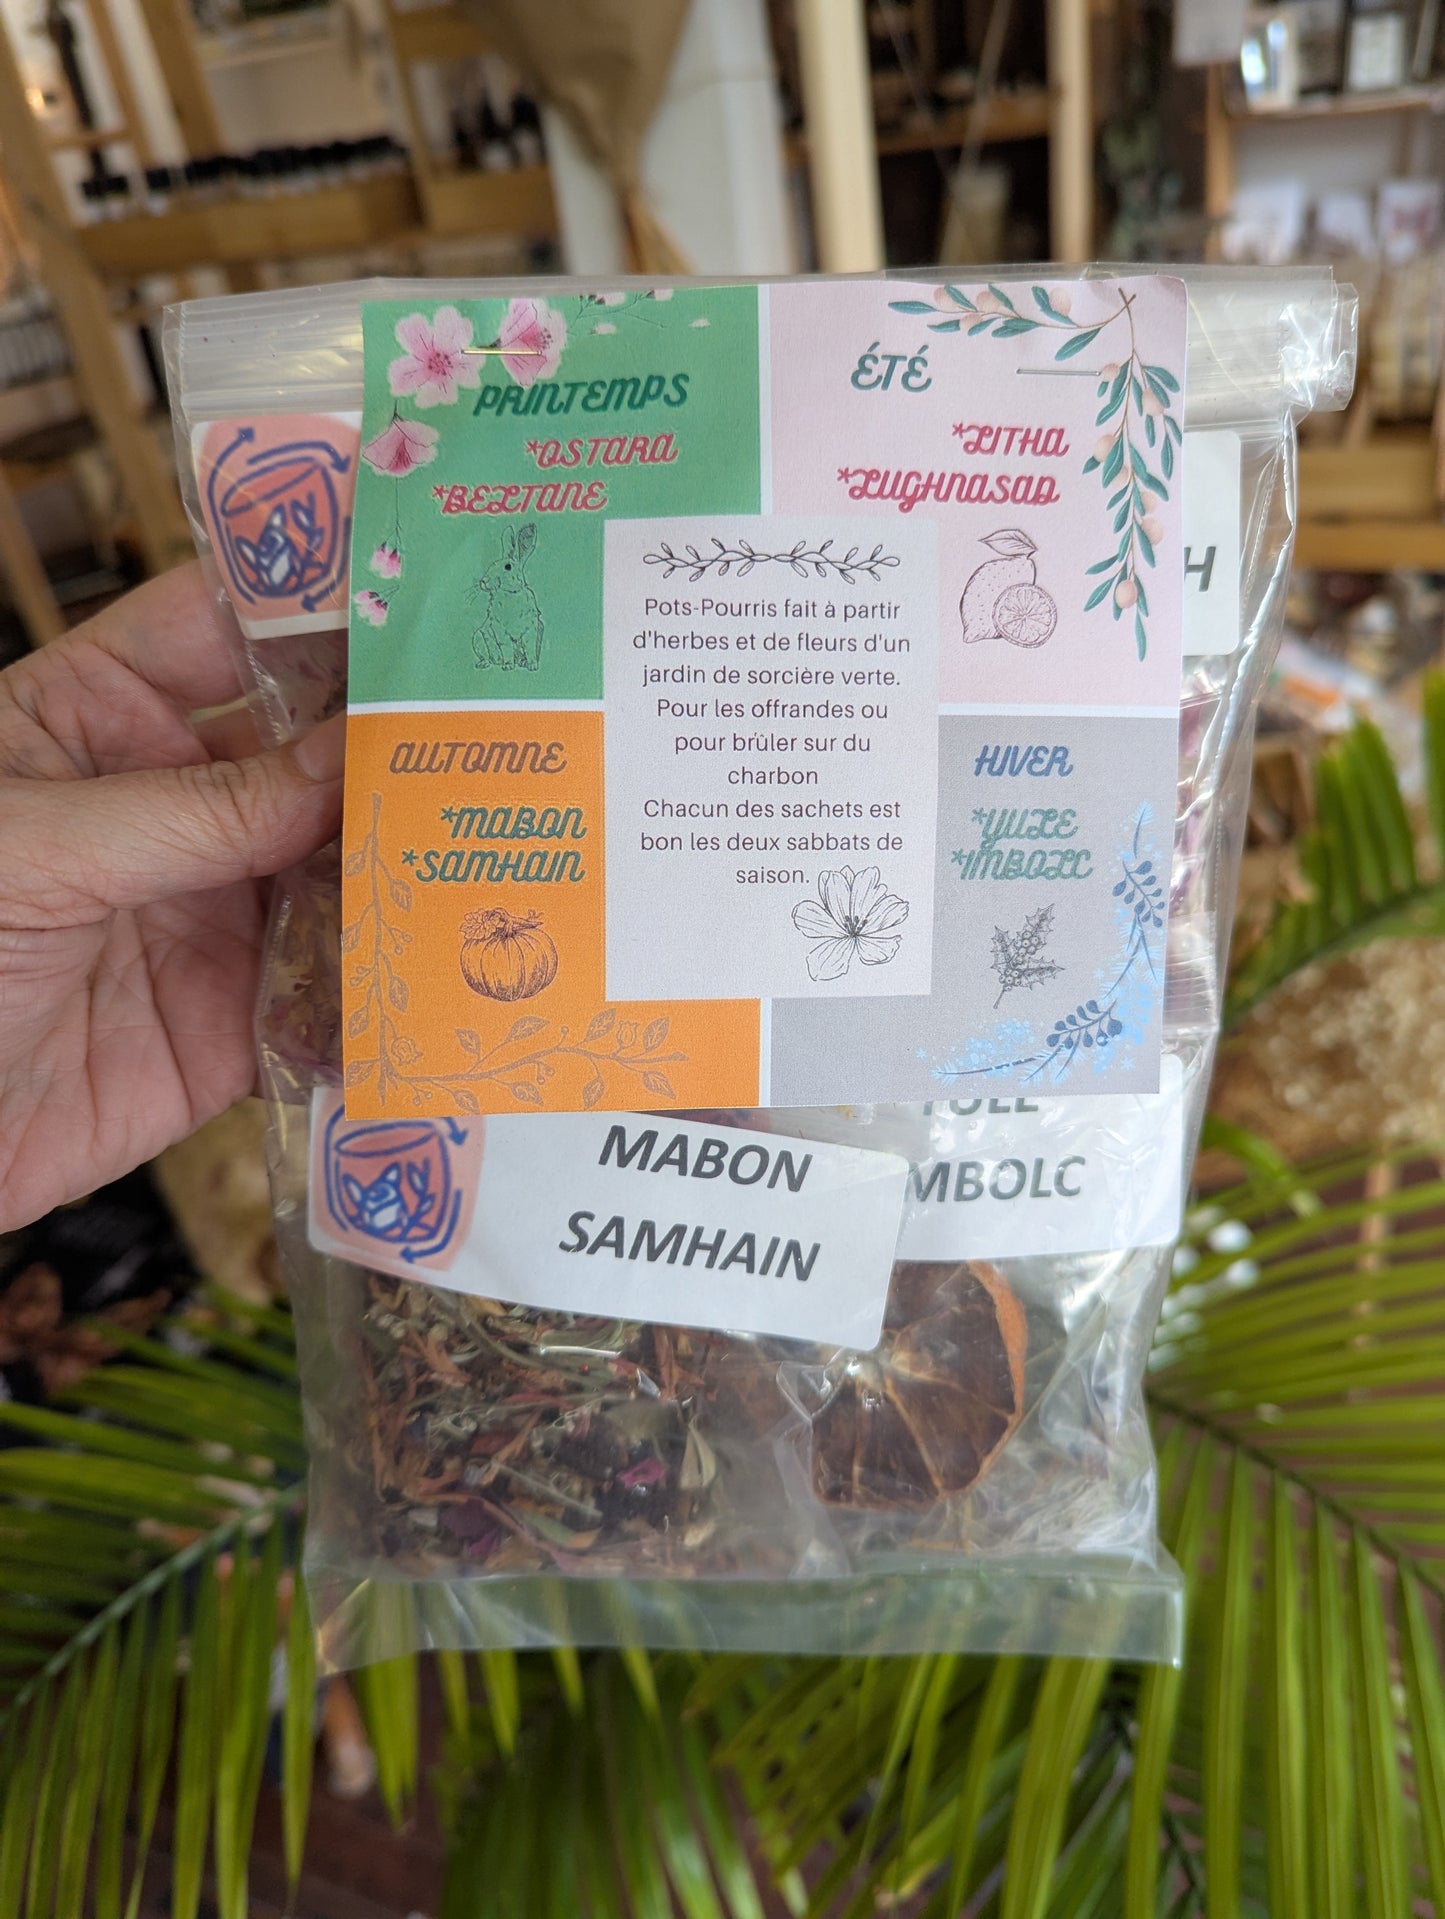 PRINTEMPS
*OSTARA
*BELTANE
ÉTÉ
*LITHA
*LUGHNASAD
Pots-Pourris fait à partir
d'herbes et de fleurs d'un
jardin de sorcière verte.
Pour les offrandes ou
pour brûler sur du
charbon
Chacun des sachets est
bon les deux sabbats de
saison.
AUTOMNE
*MABON
*SAMHAIN
HIVER
*YULE
*IMBOLC
H
MABON
SAMHAIN
YULE
MBOLC